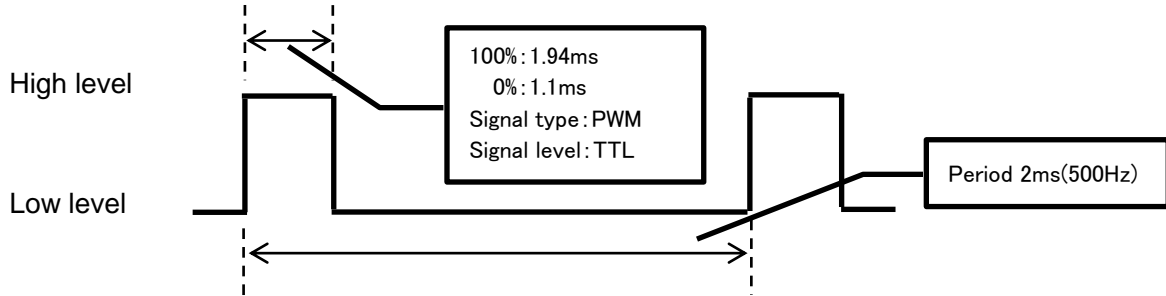 High level
100%:1.94ms
0%:1.1ms
Signal type:PWM
Signal level:TTL
Low level
Period 2ms(500Hz)